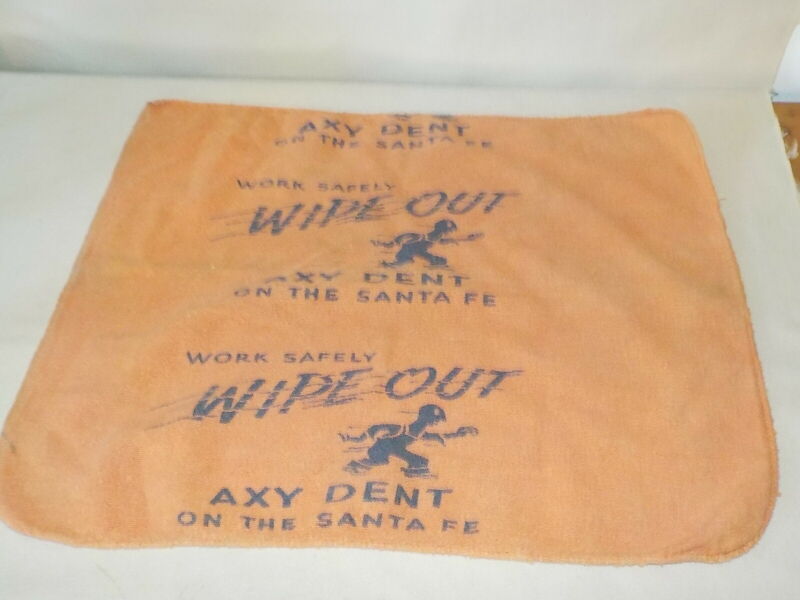 AXY DENT
ON THE SANTA FE
WORK SAFELY
WIPE OUT
AXY DENT
ON THE SANTA FE
WORK SAFELY
WIPE OUT
AXY DENT
ON THE SANTA FE